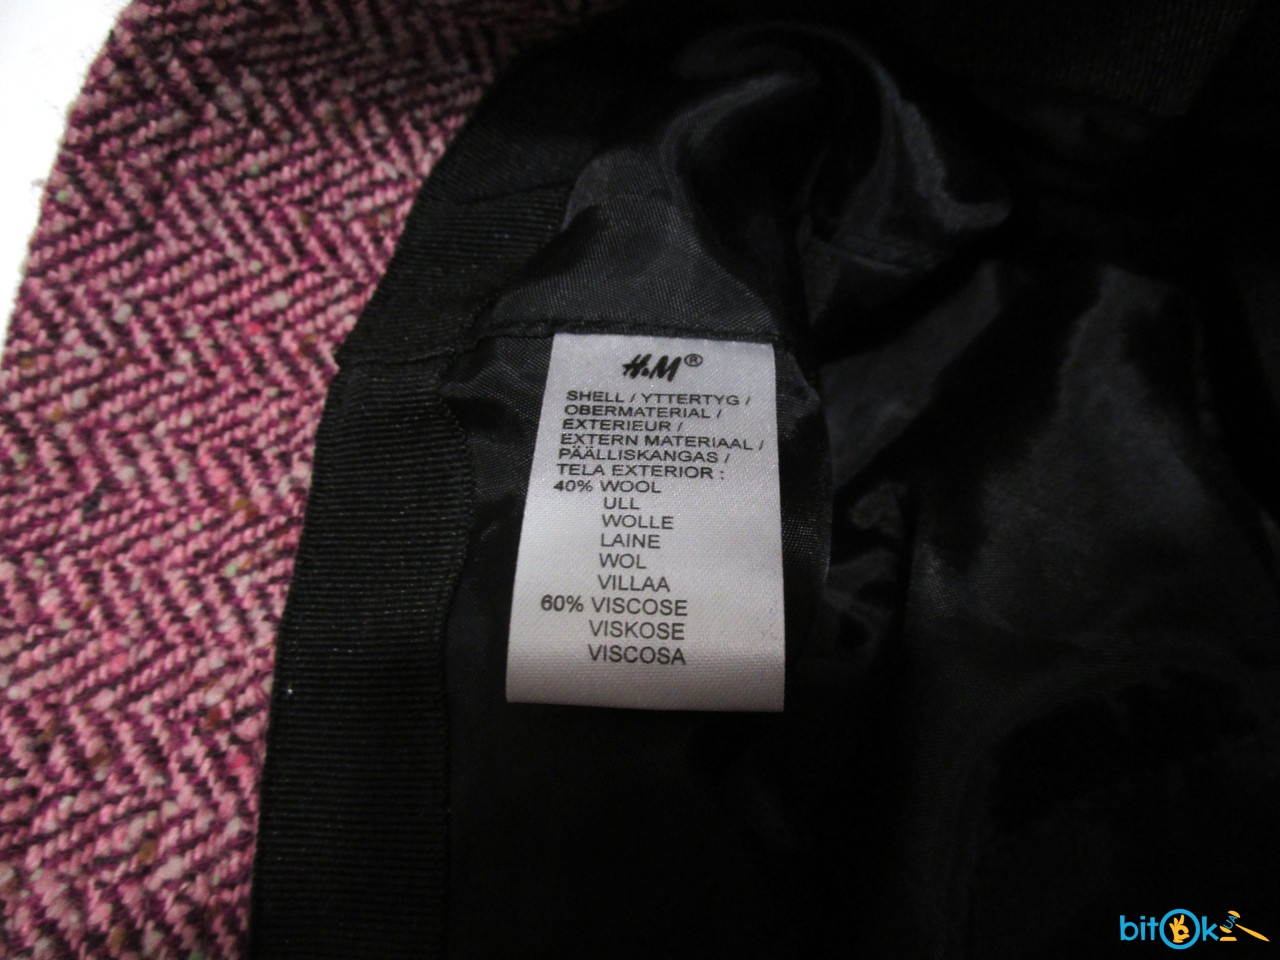 H&M®
SHELL / YTTERTYG /
OBERMATERIAL /
EXTERIEUR /
EXTERN MATERIAAL /
PÄÄLLISKANGAS /
TELA EXTERIOR :
40% WOOL
ULL
WOLLE
LAINE
WOL
VILLAA
60% VISCOSE
VISKOSE
VISCOSA
bitOk
UA